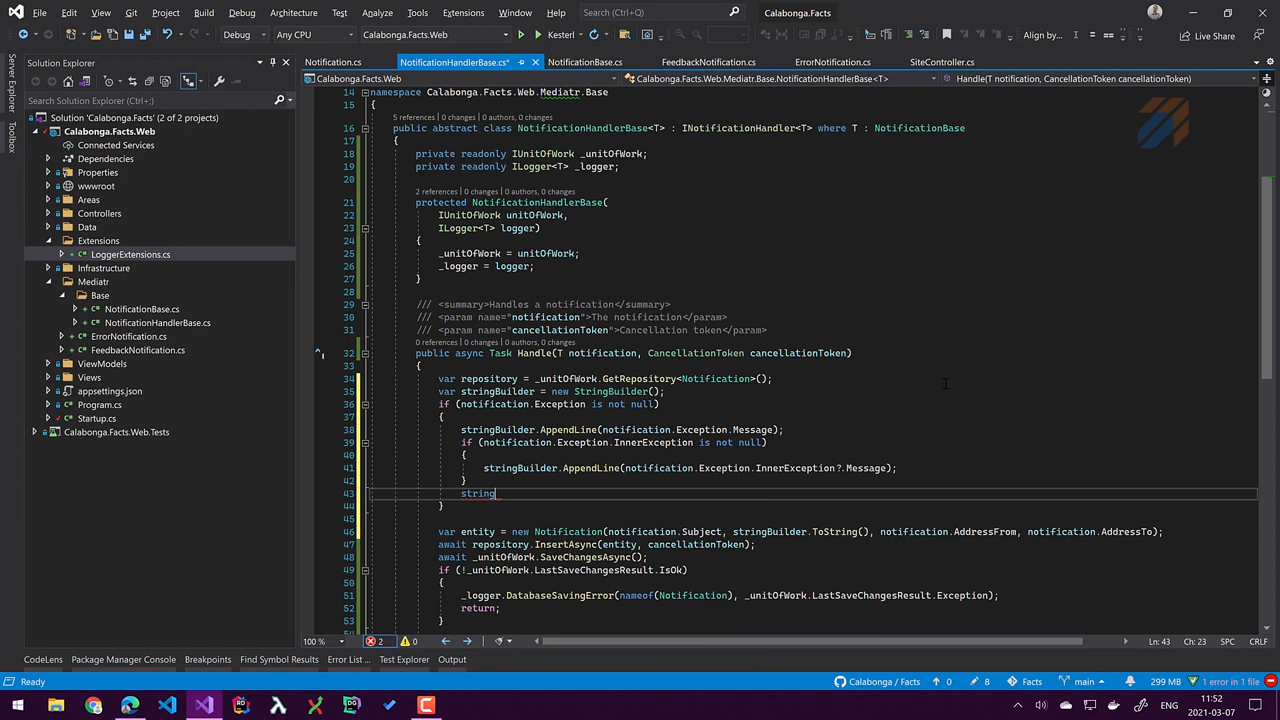 File Edit View Git Project Build Debug Architecture Test Analyze Tools Extensions Window Help Search (Ctrl+Q) Calabonga.Facts
Debug Any CPU Calabonga.Facts.Web Kestrel Align by... Live Share
Server Explorer
Toolbox
Solution Explorer
Search Solution Explorer (Ctrl+;)
Solution 'Calabonga.Facts' (2 of 2 projects)
Calabonga.Facts.Web
Connected Services
Dependencies
Properties
wwwroot
Areas
Controllers
Data
Extensions
LoggerExtensions.cs
Infrastructure
Mediatr
Base
NotificationBase.cs
NotificationHandlerBase.cs
ErrorNotification.cs
FeedbackNotification.cs
ViewModels
Views
appsettings.json
Program.cs
Startup.cs
Calabonga.Facts.Web.Tests
Notification.cs NotificationHandlerBase.cs* NotificationBase.cs FeedbackNotification.cs ErrorNotification.cs SiteController.cs
Calabonga.Facts.Web Calabonga.Facts.Web.Mediatr.Base.NotificationHandlerBase<T> Handle(T notification, CancellationToken cancellationToken)
14 namespace Calabonga.Facts.Web.Mediatr.Base
15 {
5 references | 0 changes | 0 authors, 0 changes
16 public abstract class NotificationHandlerBase<T> : INotificationHandler<T> where T : NotificationBase
17 {
18 private readonly IUnitOfWork _unitOfWork;
19 private readonly ILogger<T> _logger;
20
2 references | 0 changes | 0 authors, 0 changes
21 protected NotificationHandlerBase(
22 IUnitOfWork unitOfWork,
23 ILogger<T> logger)
24 {
25 _unitOfWork = unitOfWork;
26 _logger = logger;
27 }
28
29 /// <summary>Handles a notification</summary>
30 /// <param name="notification">The notification</param>
31 /// <param name="cancellationToken">Cancellation token</param>
0 references | 0 changes | 0 authors, 0 changes
32 public async Task Handle(T notification, CancellationToken cancellationToken)
33 {
34 var repository = _unitOfWork.GetRepository<Notification>();
35 var stringBuilder = new StringBuilder();
36 if (notification.Exception is not null)
37 {
38 stringBuilder.AppendLine(notification.Exception.Message);
39 if (notification.Exception.InnerException is not null)
40 {
41 stringBuilder.AppendLine(notification.Exception.InnerException?.Message);
42 }
43 string
44 }
45
46 var entity = new Notification(notification.Subject, stringBuilder.ToString(), notification.AddressFrom, notification.AddressTo);
47 await repository.InsertAsync(entity, cancellationToken);
48 await _unitOfWork.SaveChangesAsync();
49 if (!_unitOfWork.LastSaveChangesResult.IsOk)
50 {
51 _logger.DatabaseSavingError(nameof(Notification), _unitOfWork.LastSaveChangesResult.Exception);
52 return;
53 }
100 % 2 0 Ln: 43 Ch: 23 SPC CRLF
CodeLens Package Manager Console Breakpoints Find Symbol Results Error List ... Test Explorer Output
Ready Calabonga / Facts 0 8 Facts main 299 MB 1 error in 1 file
ENG 11:52
2021-03-07